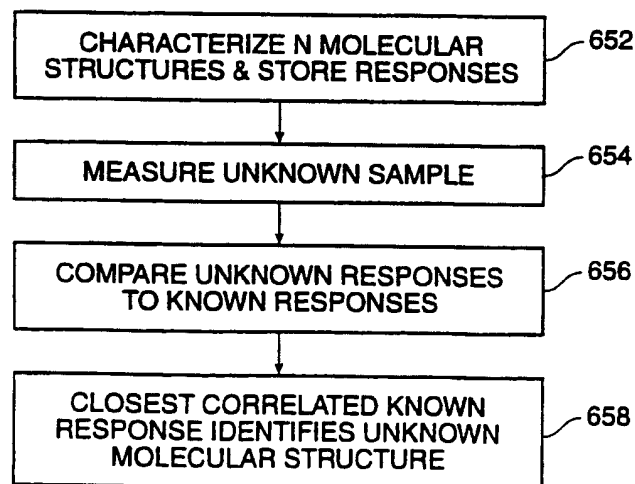 CHARACTERIZE N MOLECULAR
STRUCTURES & STORE RESPONSES
652
MEASURE UNKNOWN SAMPLE
654
COMPARE UNKNOWN RESPONSES
TO KNOWN RESPONSES
656
CLOSEST CORRELATED KNOWN
RESPONSE IDENTIFIES UNKNOWN
MOLECULAR STRUCTURE
658